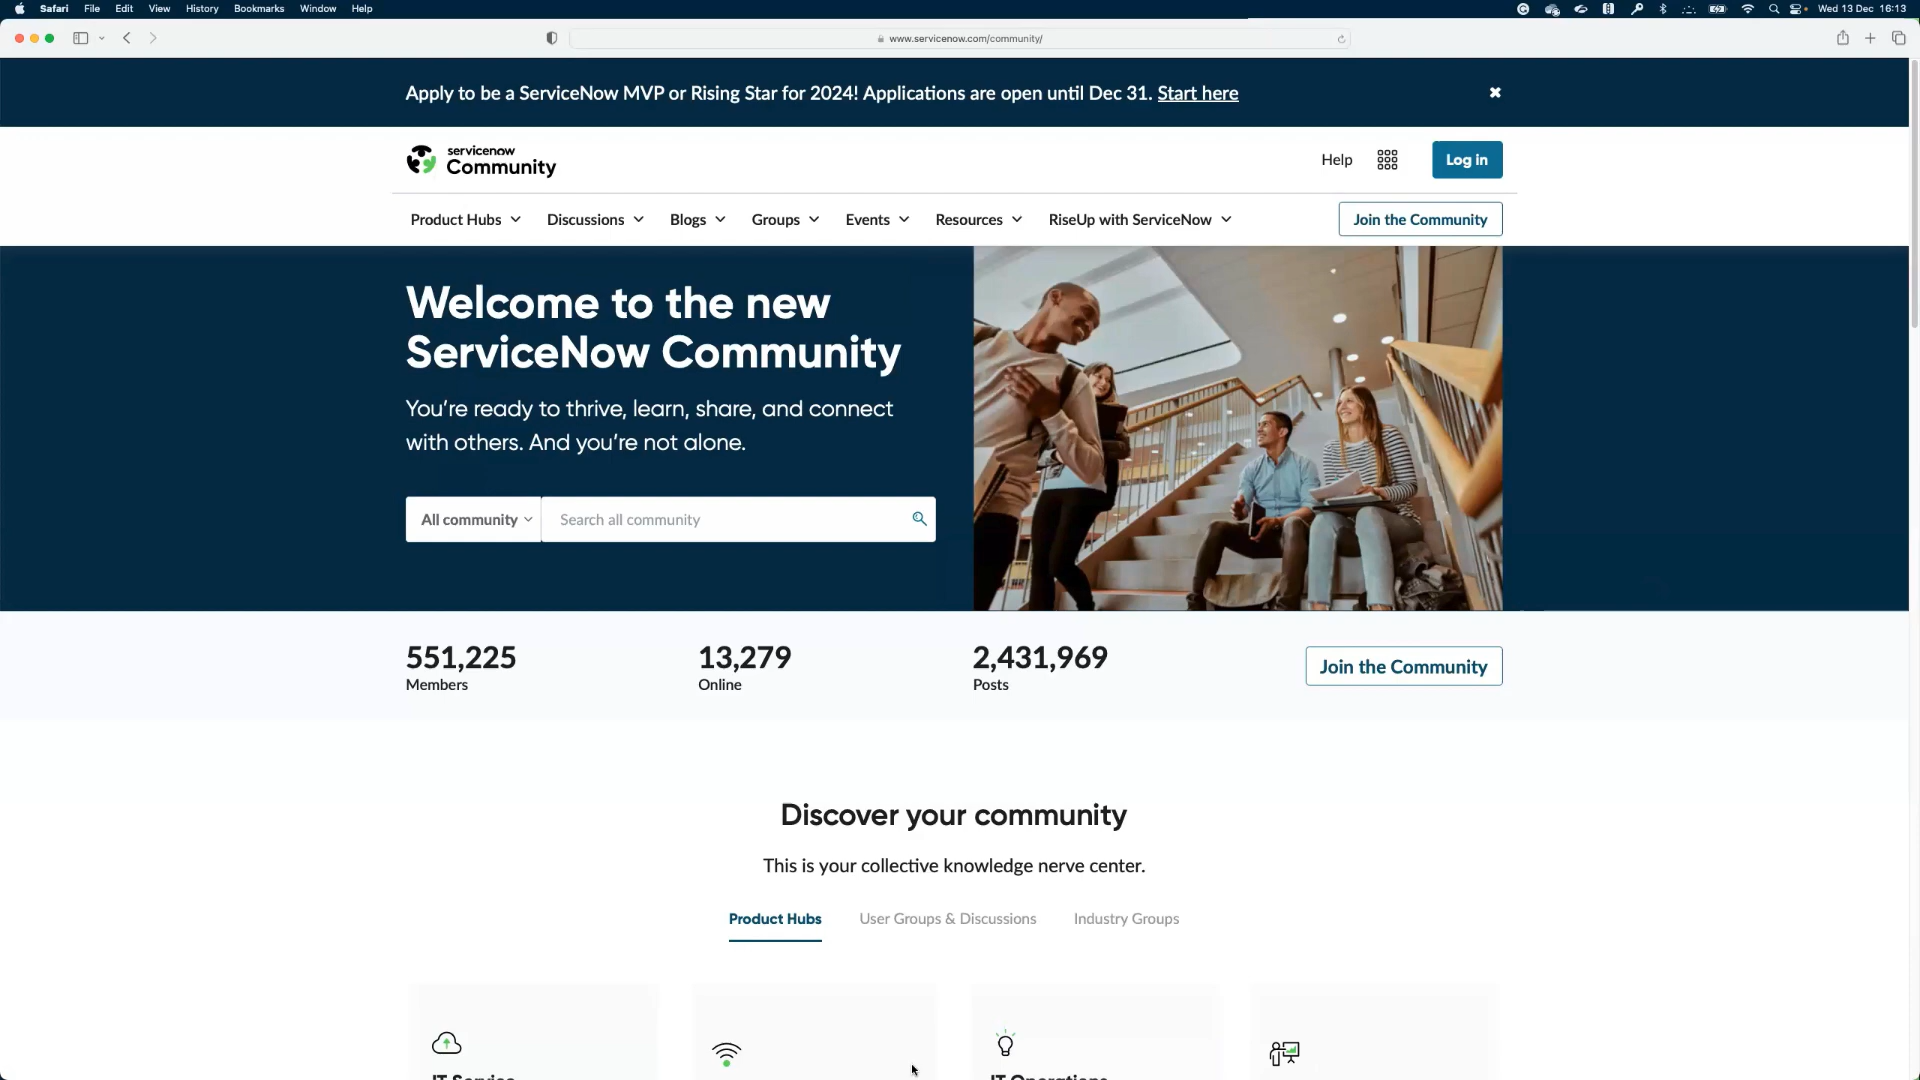 Safari File Edit View History Bookmarks Window Help
Wed 13 Dec 16:13
www.servicenow.com/community/
Apply to be a ServiceNow MVP or Rising Star for 2024! Applications are open until Dec 31. Start here
servicenow
Community
Help
Log in
Product Hubs Discussions Blogs Groups Events Resources RiseUp with ServiceNow
Join the Community
Welcome to the new
ServiceNow Community
You're ready to thrive, learn, share, and connect
with others. And you're not alone.
All community Search all community
551,225 13,279 2,431,969
Members Online Posts
Join the Community
Discover your community
This is your collective knowledge nerve center.
Product Hubs User Groups & Discussions Industry Groups
IT Service IT Operations